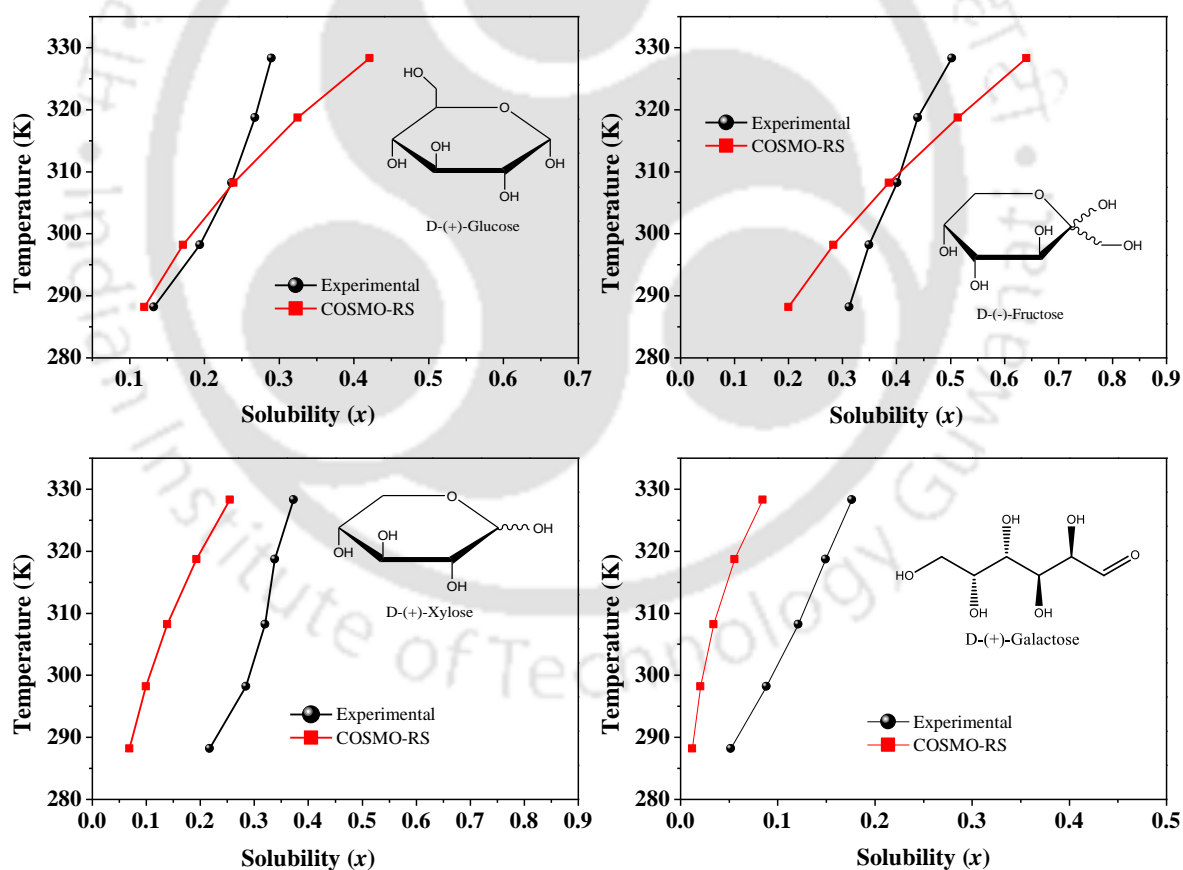 330
320
310
300
290
280
Temperature (K)
HO
O
OH
OH
OH
OH
D-(+)-Glucose
Experimental
COSMO-RS
0.1 0.2 0.3 0.4 0.5 0.6 0.7
Solubility (x)
330
320
310
300
290
280
Temperature (K)
Experimental
COSMO-RS
O
OH
OH
OH
OH
OH
D-(-)-Fructose
0.0 0.1 0.2 0.3 0.4 0.5 0.6 0.7 0.8 0.9
Solubility (x)
330
320
310
300
290
280
Temperature (K)
O
OH
OH
OH
OH
D-(+)-Xylose
Experimental
COSMO-RS
0.0 0.1 0.2 0.3 0.4 0.5 0.6 0.7 0.8 0.9
Solubility (x)
330
320
310
300
290
280
Temperature (K)
OH
OH
O
HO
OH
OH
D-(+)-Galactose
Experimental
COSMO-RS
0.0 0.1 0.2 0.3 0.4 0.5
Solubility (x)
Indian Institute of Technology Guwahati